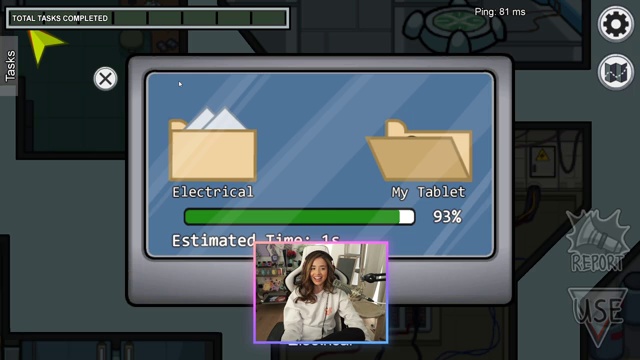 TOTAL TASKS COMPLETED
Ping: 81 ms
Tasks
Electrical
My Tablet
93%
Estimated Time: 1s
REPORT
USE